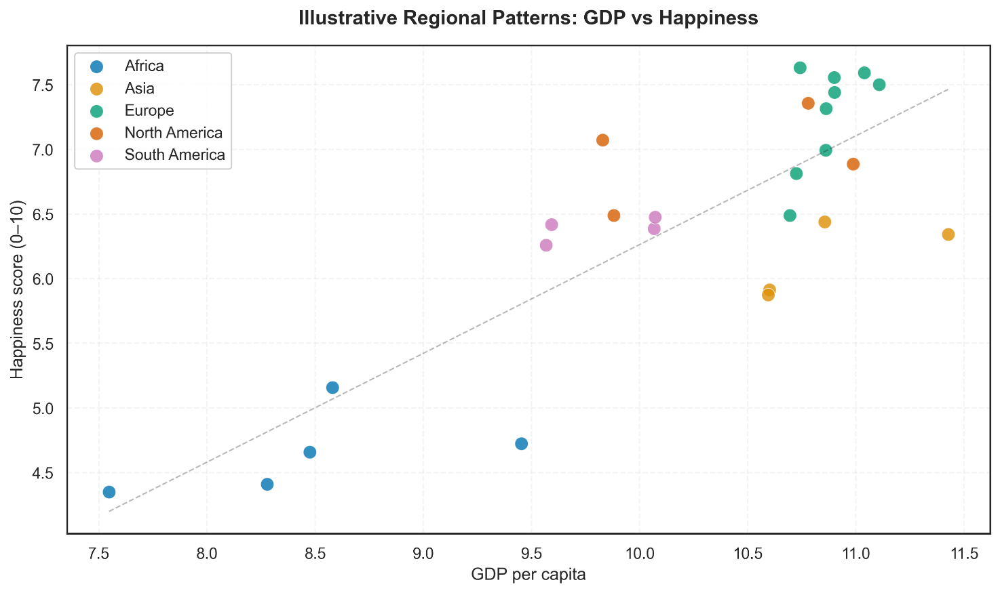 Illustrative Regional Patterns: GDP vs Happiness
Africa
Asia
Europe
North America
South America
Happiness score (0–10)
7.5
7.0
6.5
6.0
5.5
5.0
4.5
7.5 8.0 8.5 9.0 9.5 10.0 10.5 11.0 11.5
GDP per capita